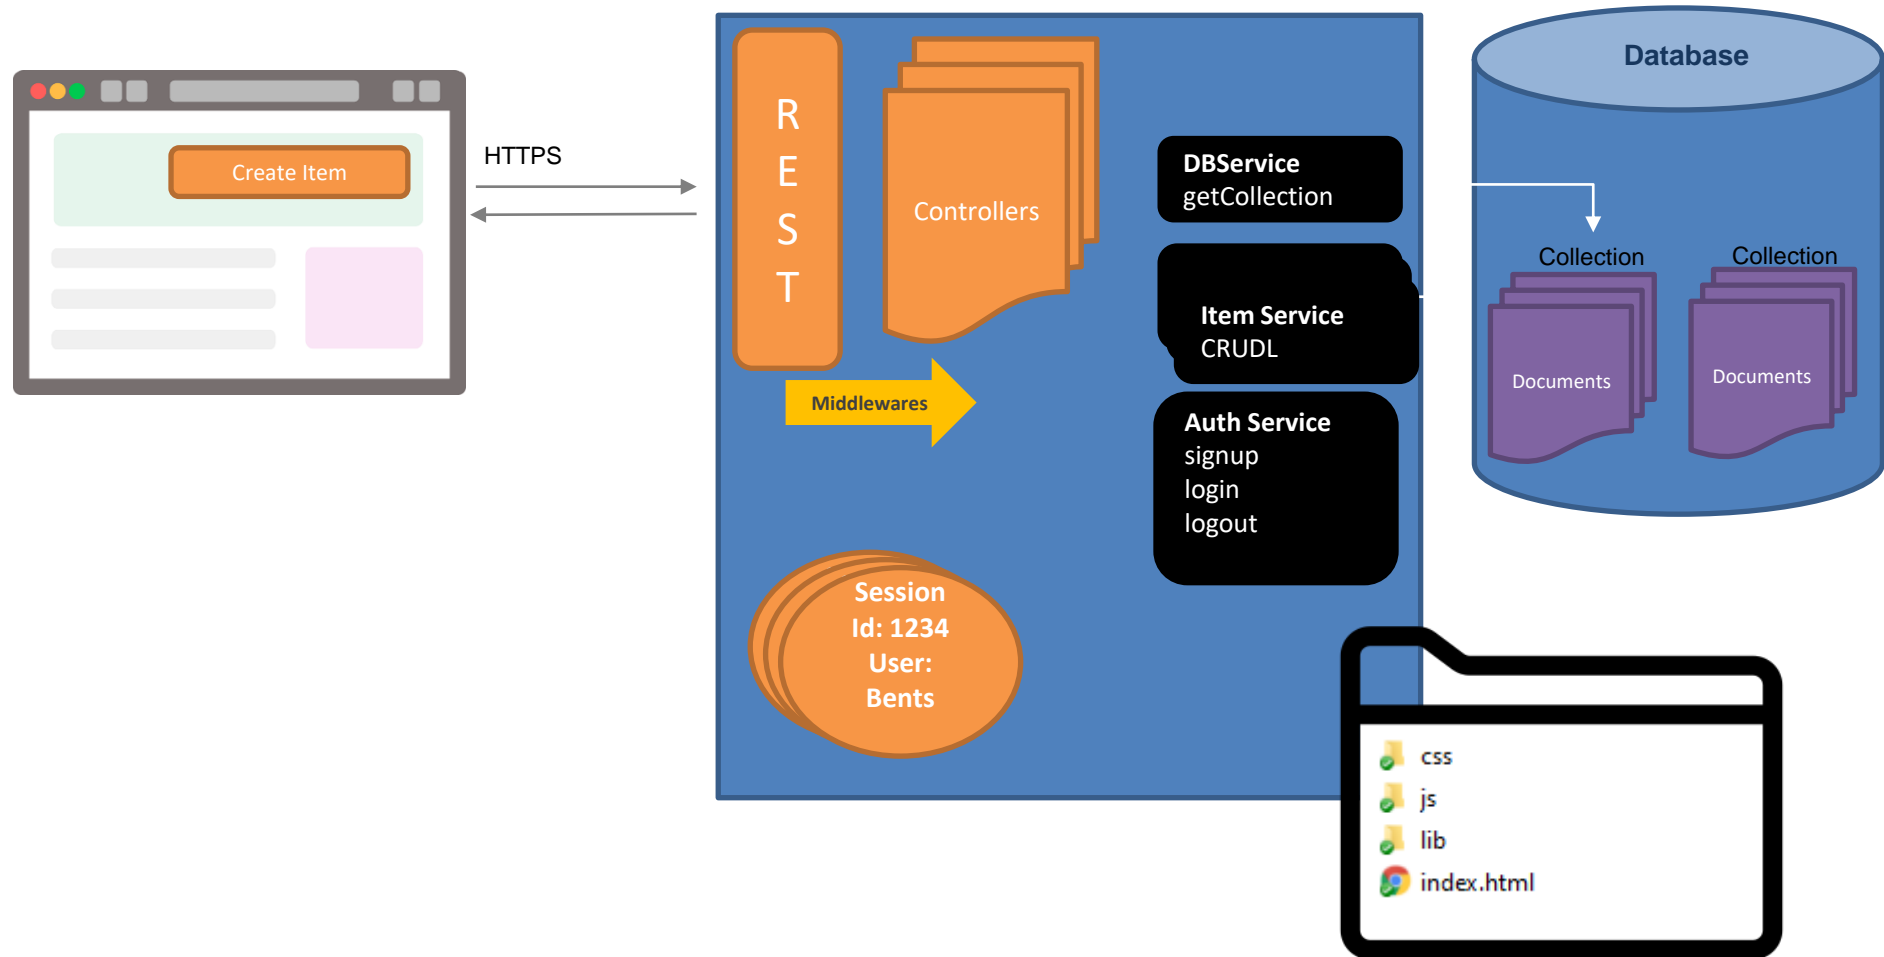 Create Item
HTTPS
R
E
S
T
Controllers
Middlewares
DBService
getCollection
Item Service
CRUDL
Auth Service
signup
login
logout
Session
Id: 1234
User:
Bents
Database
Collection
Documents
Collection
Documents
css
js
lib
index.html